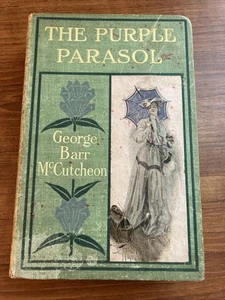 THE PURPLE
PARASOL
George
Barr
McCutcheon